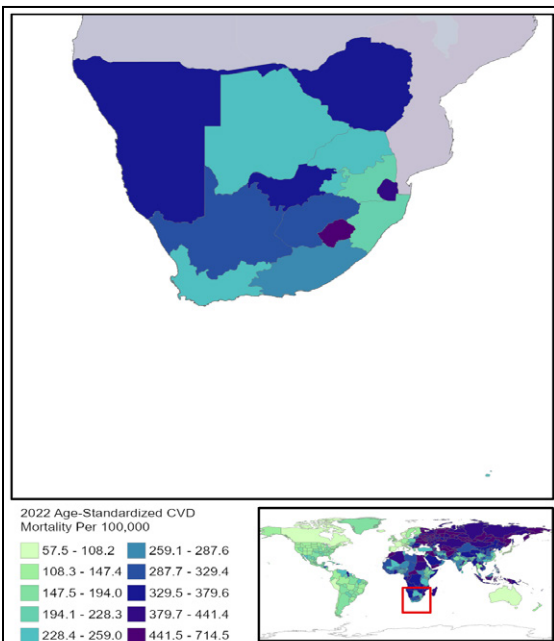 2022 Age-Standardized CVD
Mortality Per 100,000
57.5 - 108.2
108.3 - 147.4
147.5 - 194.0
194.1 - 228.3
228.4 - 259.0
259.1 - 287.6
287.7 - 329.4
329.5 - 379.6
379.7 - 441.4
441.5 - 714.5